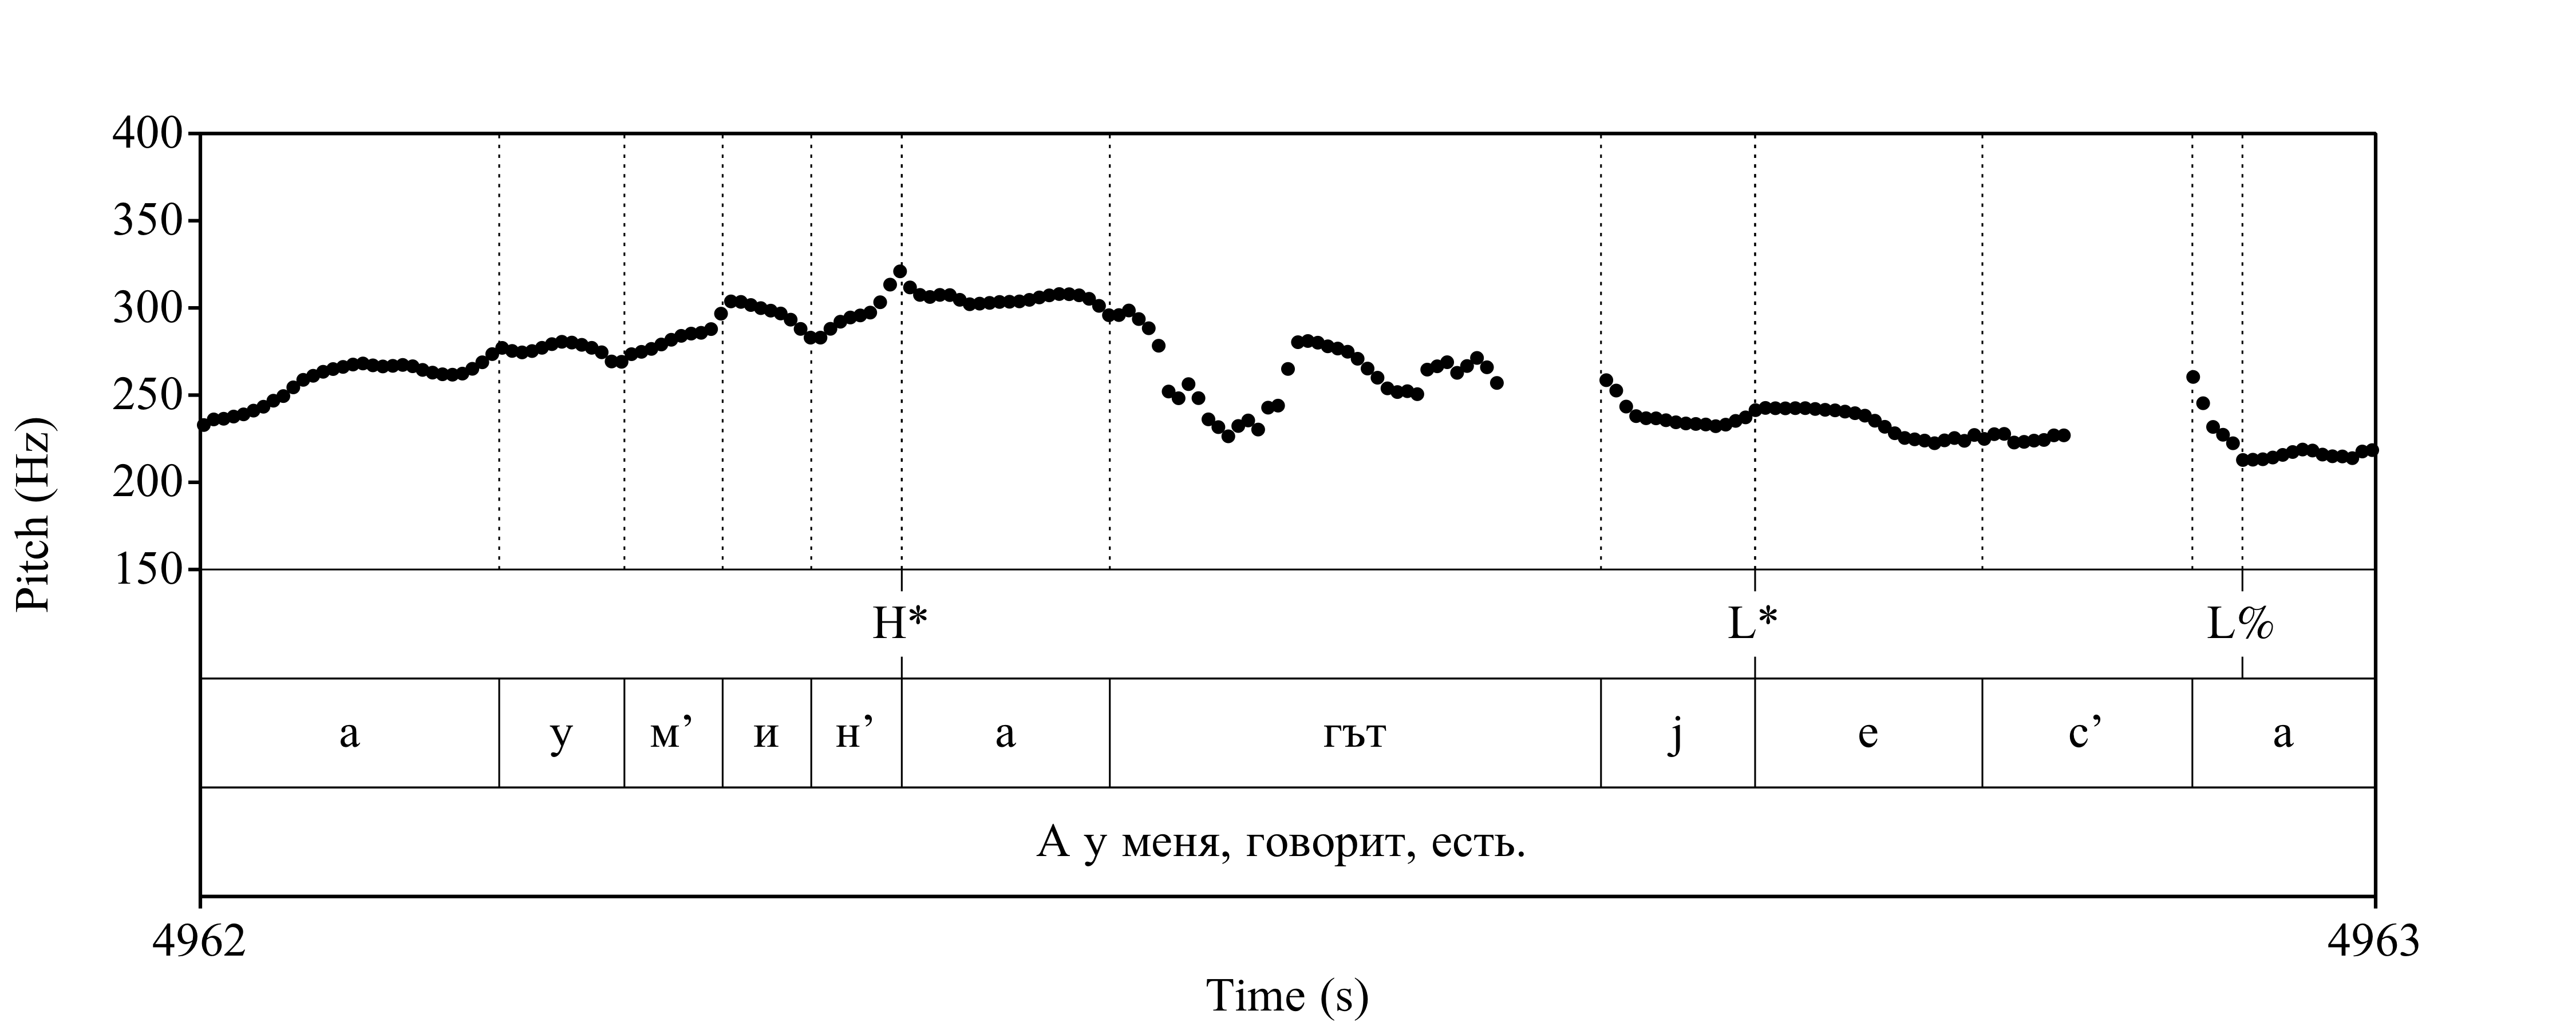 400
350
300
250
200
150
Pitch (Hz)
H* L* L%
а у м’ и н’ а гът j е с’ а
А у меня, говорит, есть.
4962 4963
Time (s)